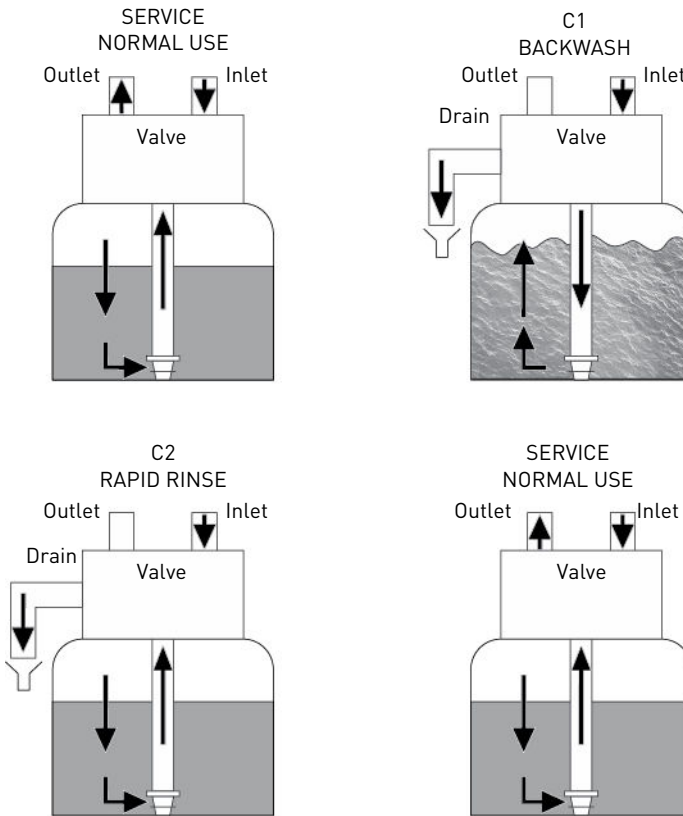 SERVICE
NORMAL USE
Outlet
Inlet
Valve
C1
BACKWASH
Outlet
Inlet
Drain
Valve
C2
RAPID RINSE
Outlet
Inlet
Drain
Valve
SERVICE
NORMAL USE
Outlet
Inlet
Valve